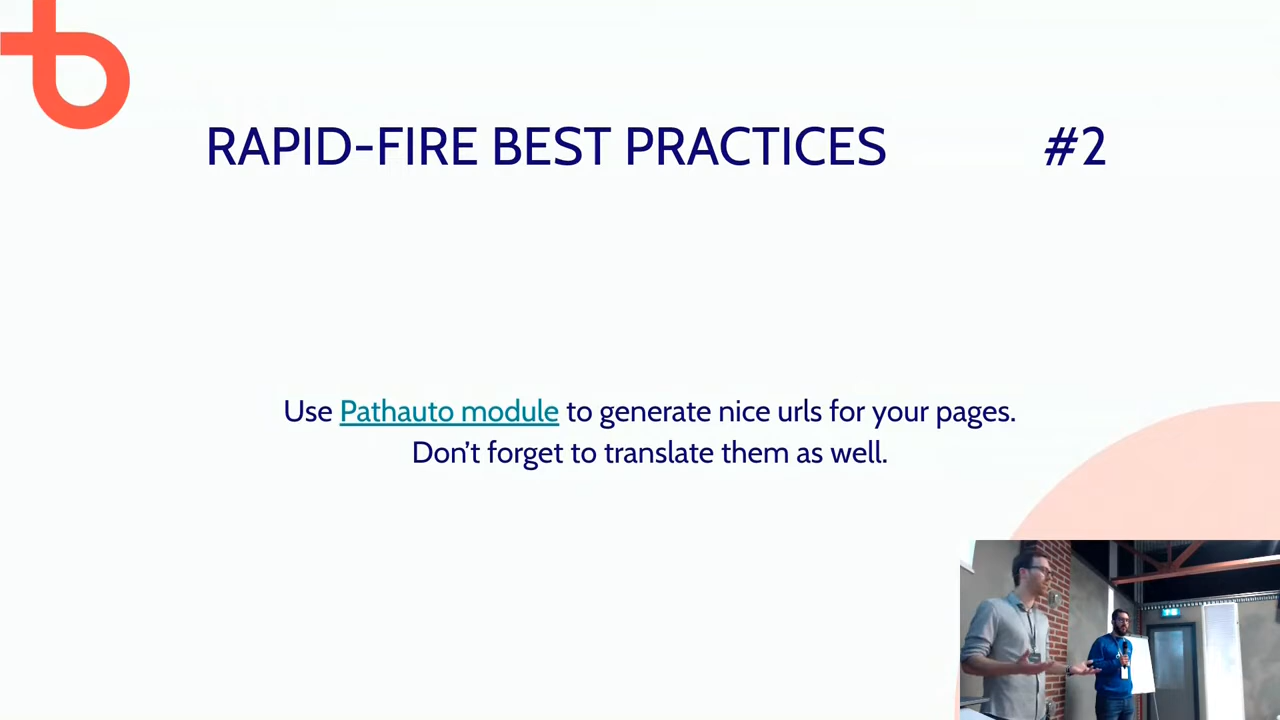 RAPID-FIRE BEST PRACTICES #2
Use Pathauto module to generate nice urls for your pages.
Don't forget to translate them as well.